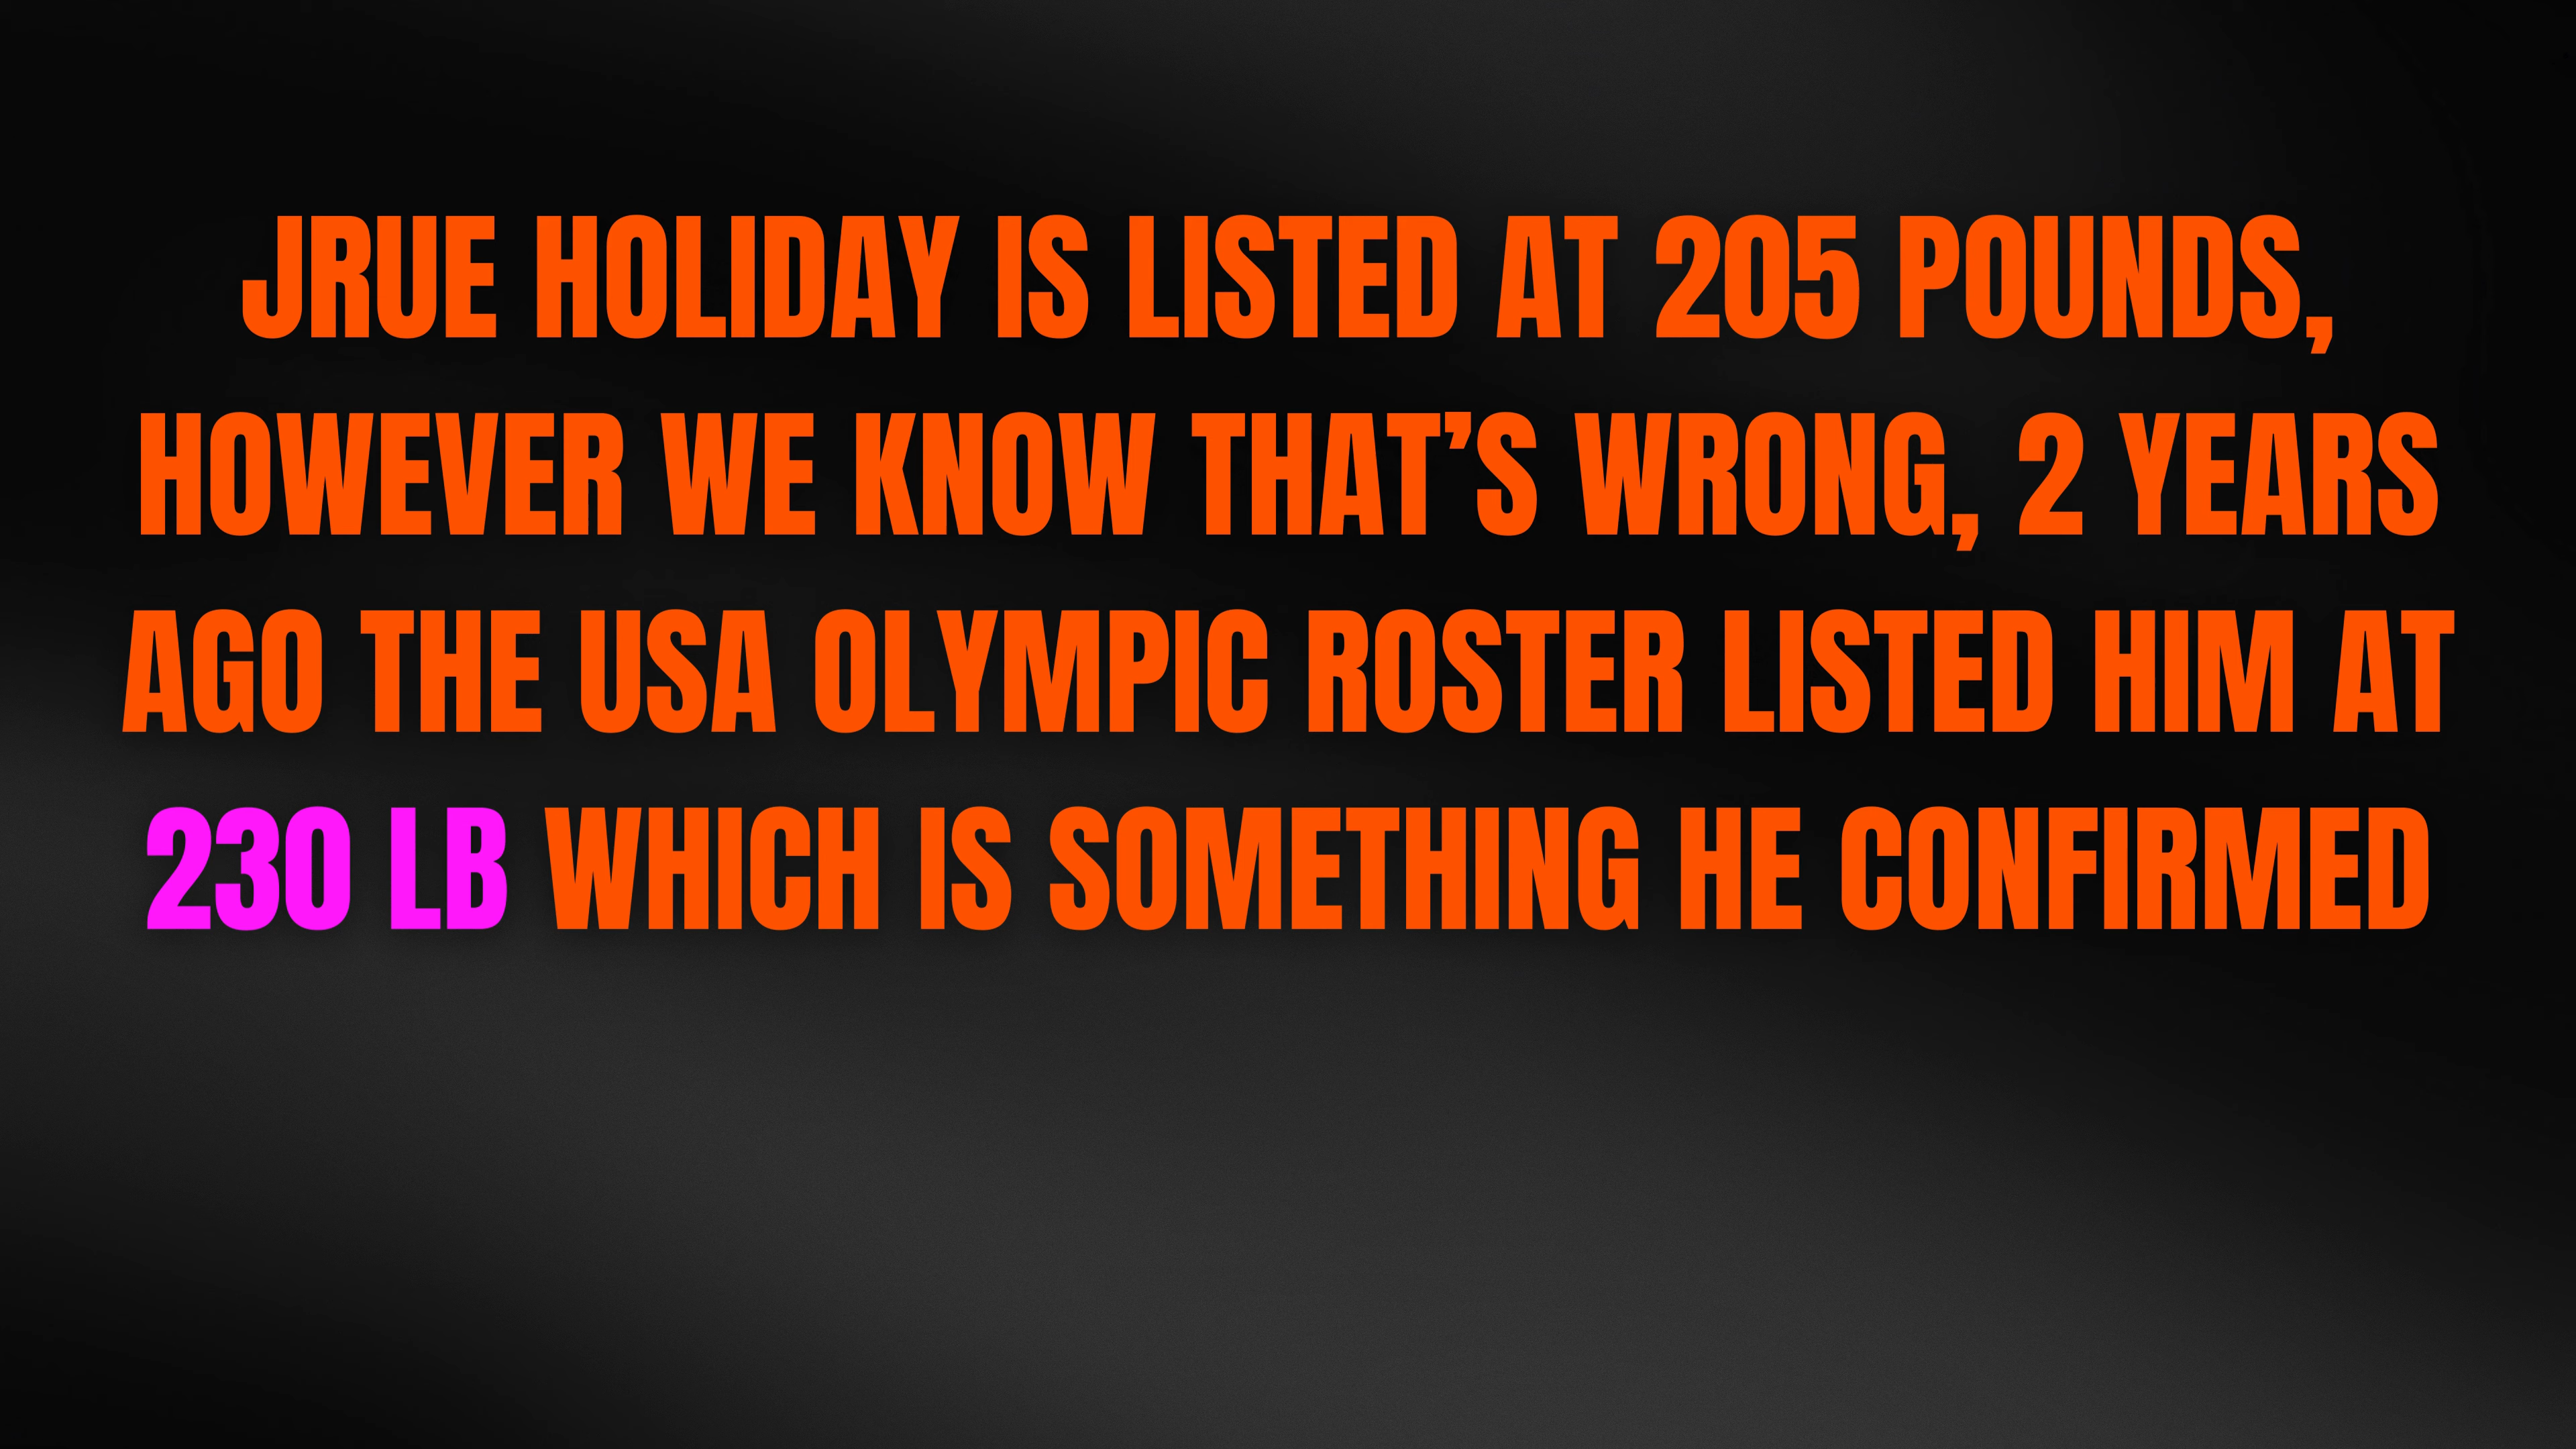 JRUE HOLIDAY IS LISTED AT 205 POUNDS,
HOWEVER WE KNOW THAT’S WRONG, 2 YEARS
AGO THE USA OLYMPIC ROSTER LISTED HIM AT
230 LB WHICH IS SOMETHING HE CONFIRMED